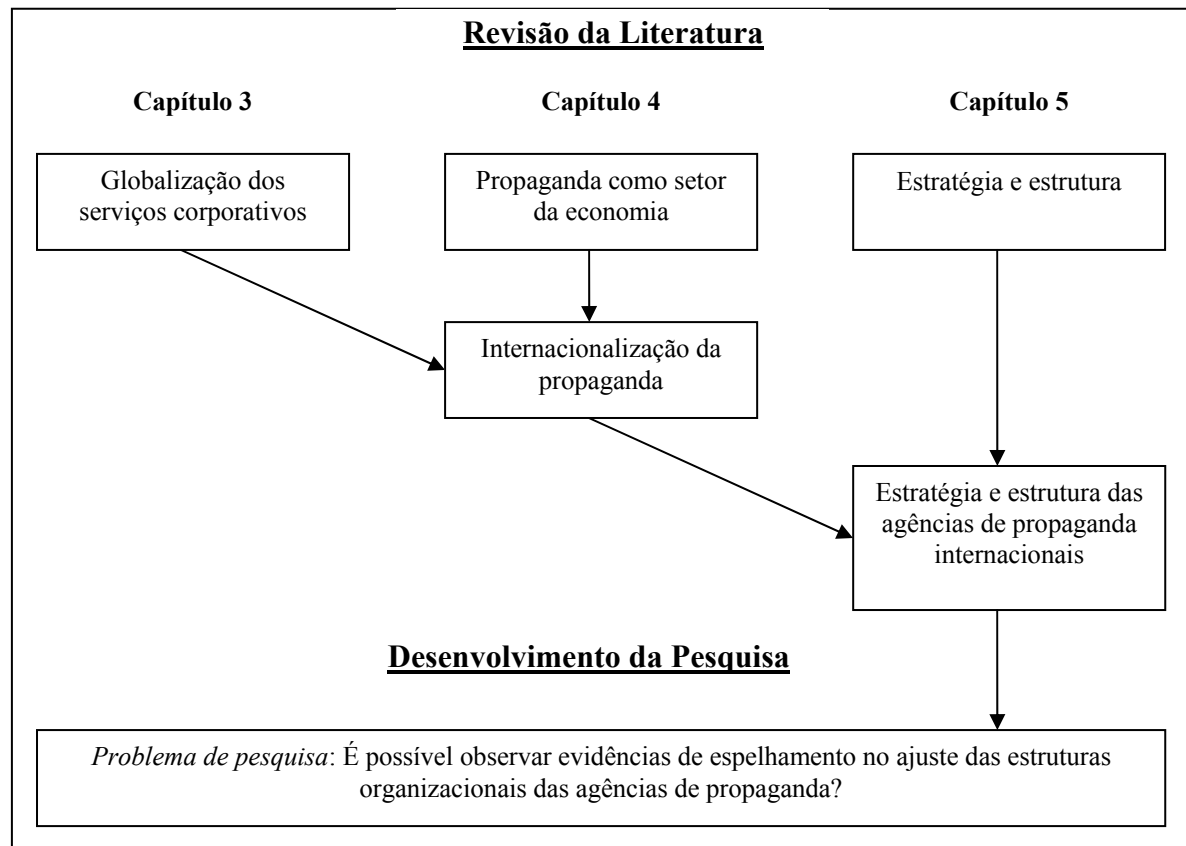 Revisão da Literatura
Capítulo 3
Capítulo 4
Capítulo 5
Globalização dos
serviços corporativos
Propaganda como setor
da economia
Estratégia e estrutura
Internacionalização da
propaganda
Estratégia e estrutura das
agências de propaganda
internacionais
Desenvolvimento da Pesquisa
Problema de pesquisa: É possível observar evidências de espelhamento no ajuste das estruturas
organizacionais das agências de propaganda?